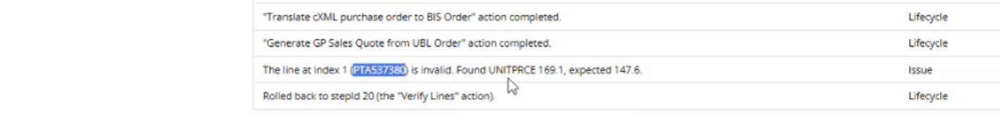 "Translate cXML purchase order to BIS Order" action completed. Lifecycle
"Generate GP Sales Quote from UBL Order" action completed. Lifecycle
The line at index 1 (PTA537380) is invalid. Found UNITPRCE 169.1, expected 147.6. Issue
Rolled back to stepId 20 (the "Verify Lines" action). Lifecycle